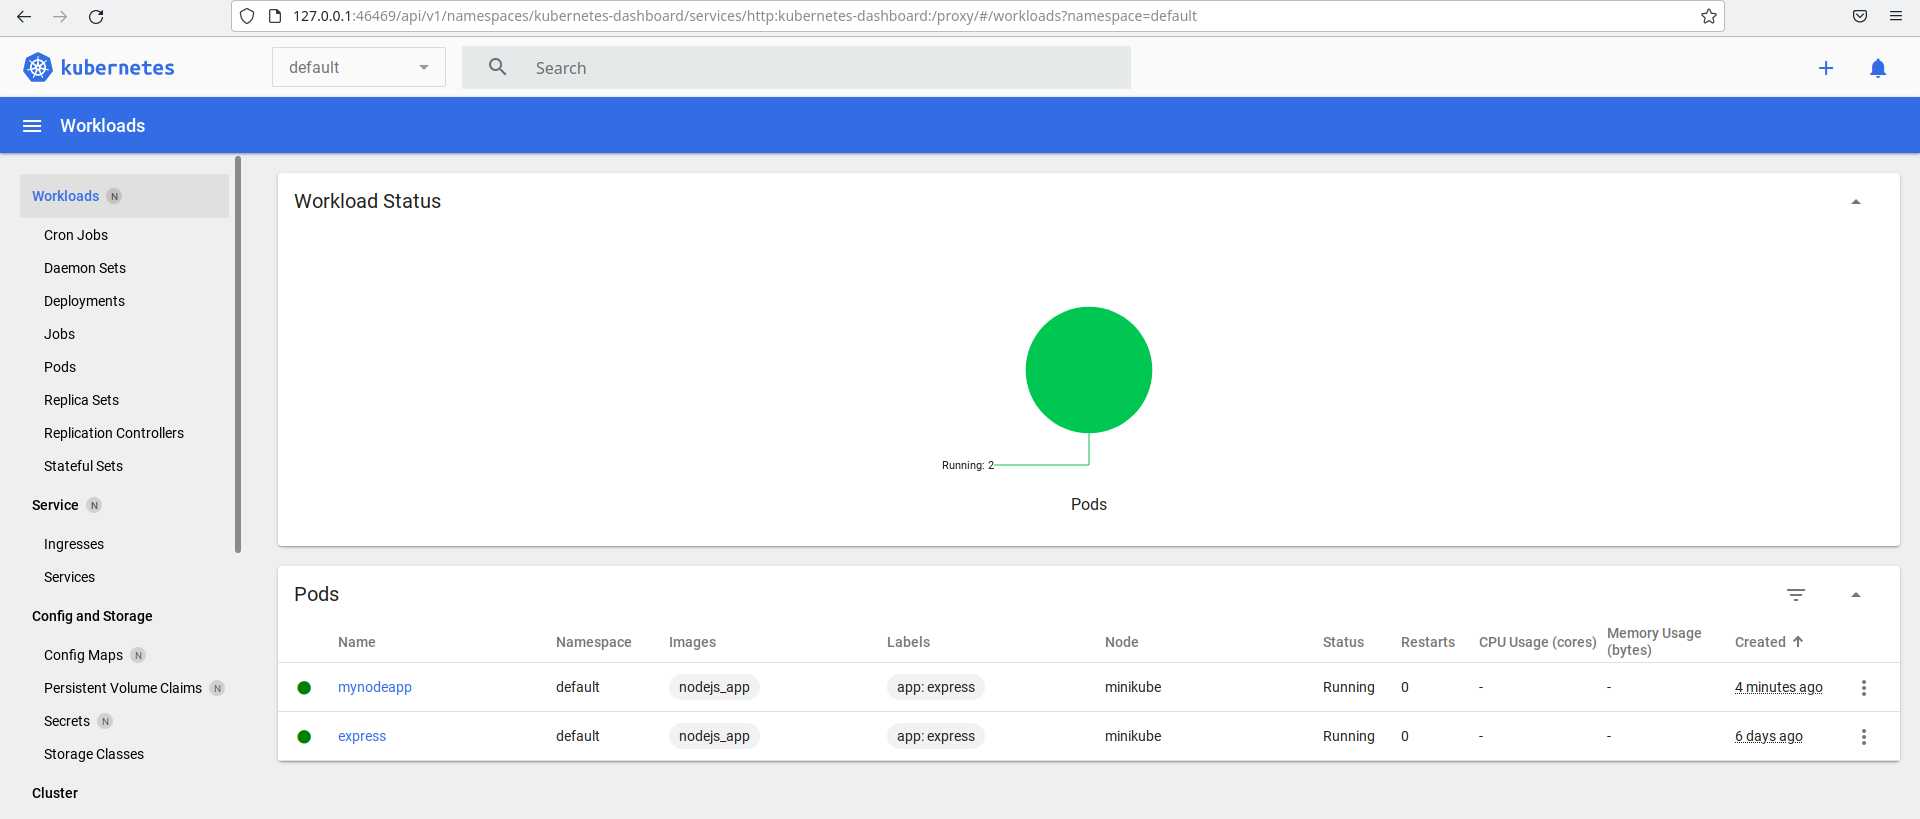 127.0.0.1:46469/api/v1/namespaces/kubernetes-dashboard/services/http:kubernetes-dashboard:/proxy/#/workloads?namespace=default
kubernetes
default
Search
Workloads
Workloads N
Cron Jobs
Daemon Sets
Deployments
Jobs
Pods
Replica Sets
Replication Controllers
Stateful Sets
Service N
Ingresses
Services
Config and Storage
Config Maps N
Persistent Volume Claims N
Secrets N
Storage Classes
Cluster
Workload Status
Running: 2
Pods
Pods
Name Namespace Images Labels Node Status Restarts CPU Usage (cores) Memory Usage (bytes) Created
mynodeapp default nodejs_app app: express minikube Running 0 - - 4 minutes ago
express default nodejs_app app: express minikube Running 0 - - 6 days ago